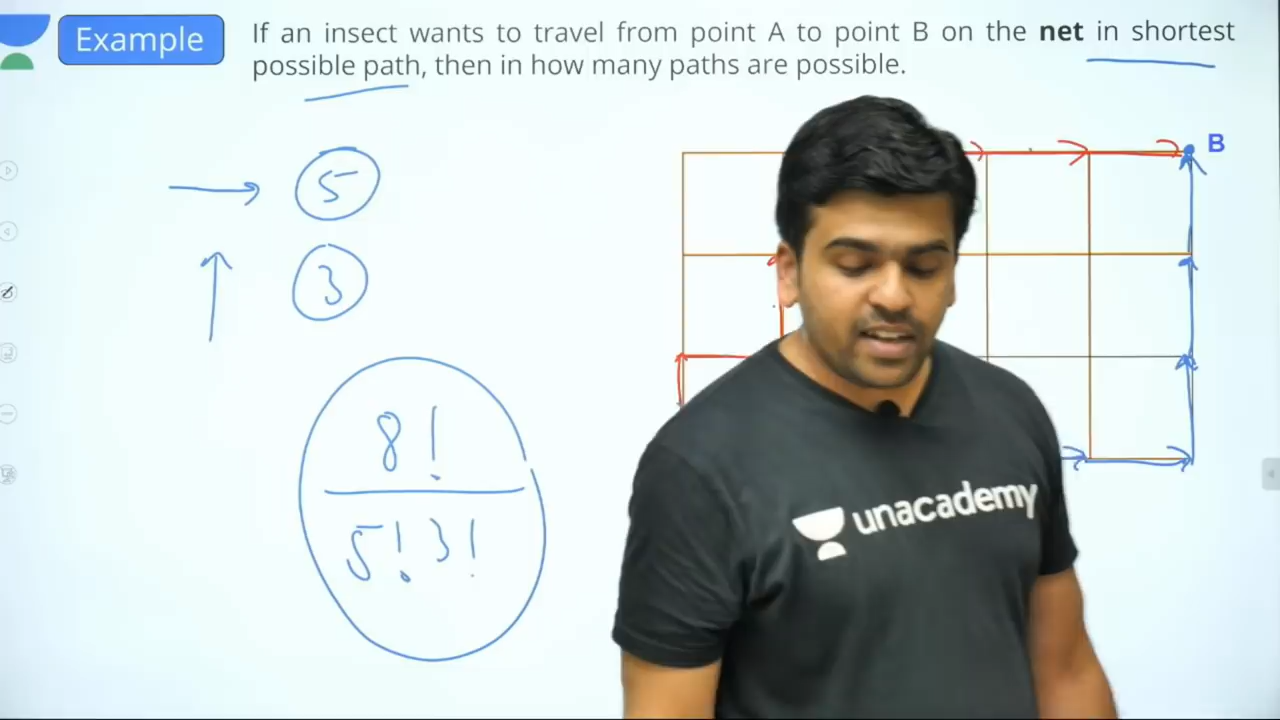 Example
If an insect wants to travel from point A to point B on the net in shortest
possible path, then in how many paths are possible.
B
5
3
8!
5! 3!
unacademy